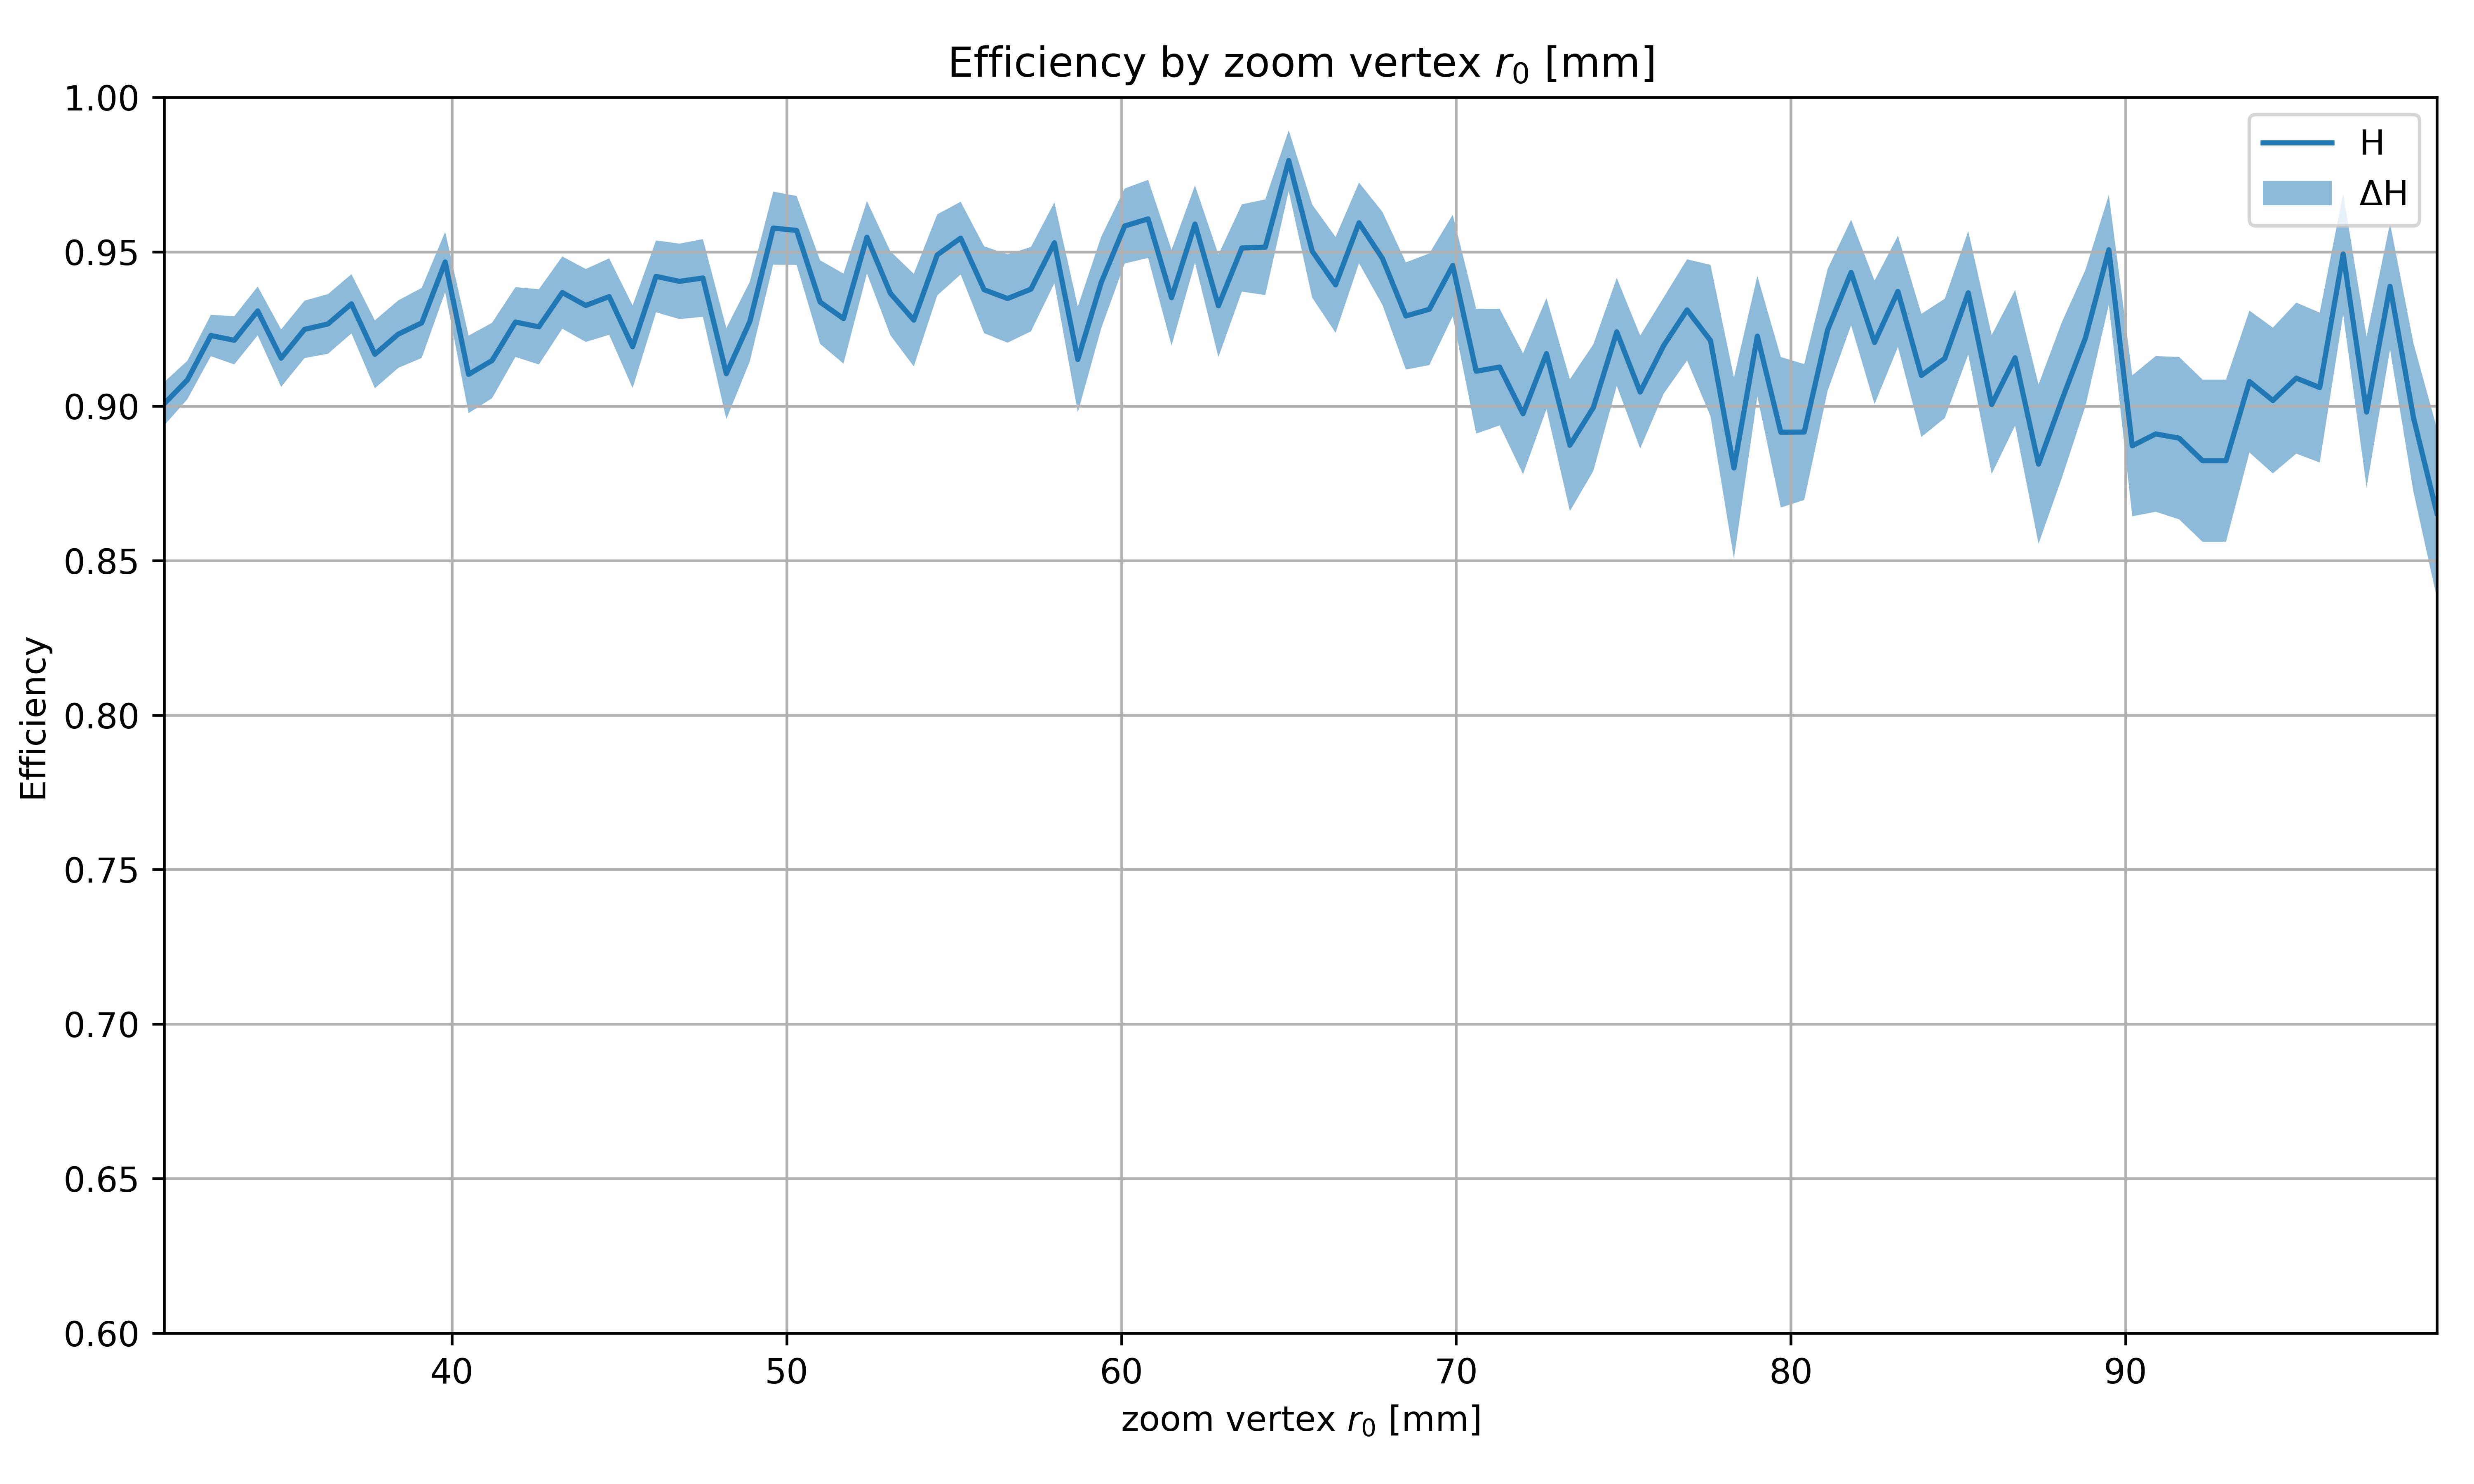 Efficiency by zoom vertex r₀ [mm]
H
ΔH
1.00
0.95
0.90
0.85
0.80
0.75
0.70
0.65
0.60
Efficiency
40 50 60 70 80 90
zoom vertex r₀ [mm]